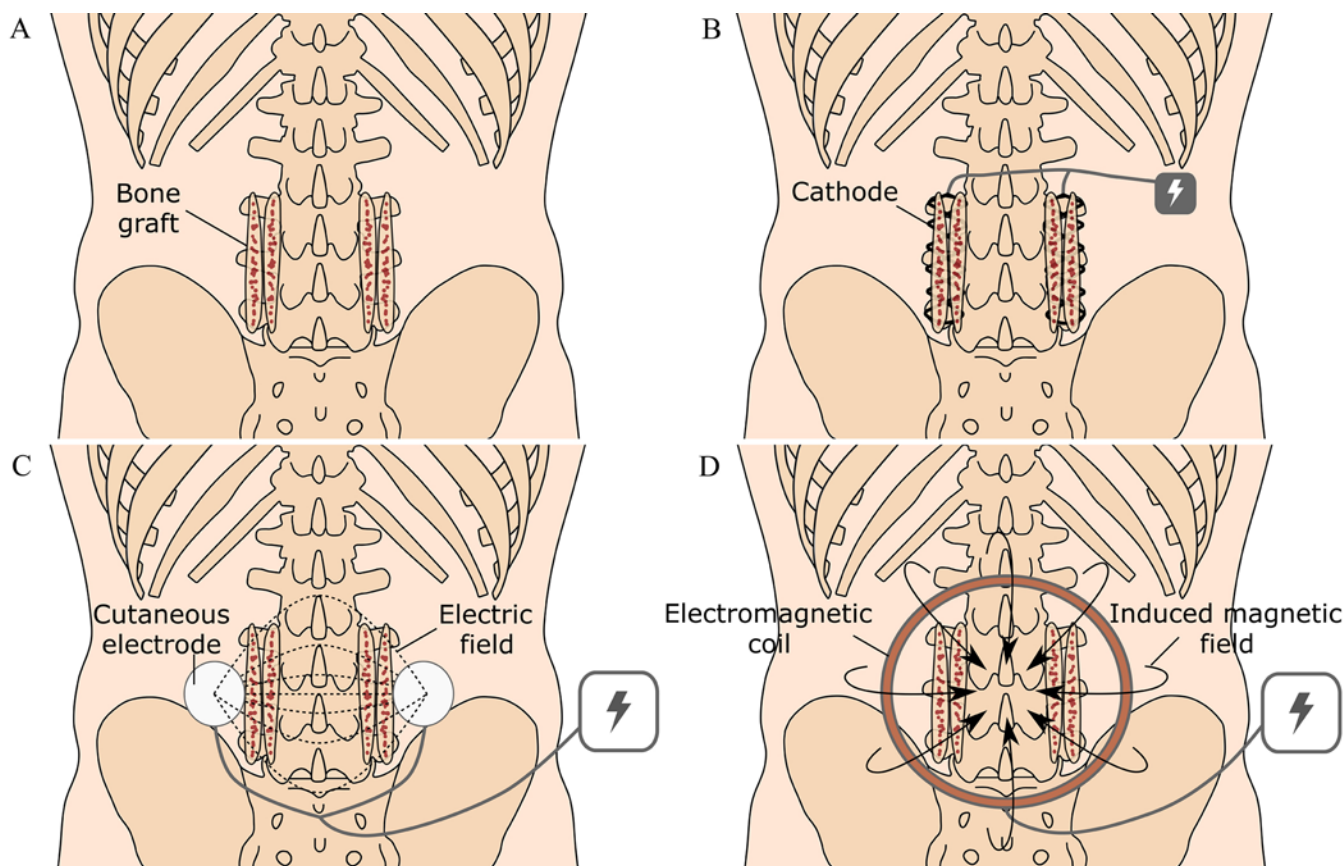 A
Bone
graft
B
Cathode
C
Cutaneous
electrode
Electric
field
D
Electromagnetic
coil
Induced magnetic
field